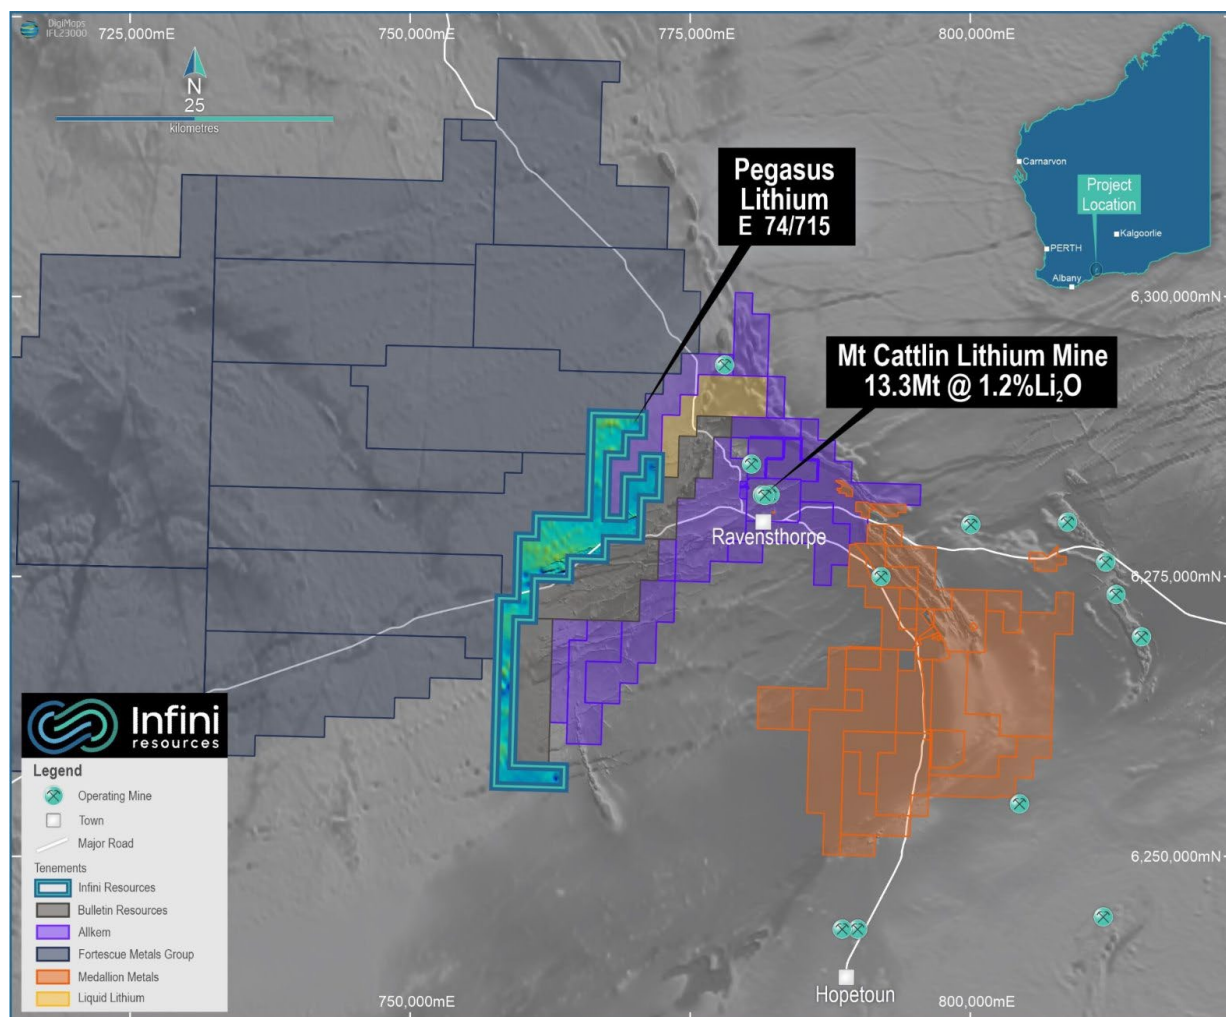 DigiMaps
IFL23000
725,000mE
750,000mE
775,000mE
800,000mE
N
25
kilometres
Pegasus
Lithium
E 74/715
Carnarvon
Project
Location
Kalgoorlie
PERTH
Albany
6,300,000mN
Mt Cattlin Lithium Mine
13.3Mt @ 1.2%Li₂O
Ravensthorpe
6,275,000mN
Infini
resources
Legend
Operating Mine
Town
Major Road
Tenements
Infini Resources
Bulletin Resources
Allkem
Fortescue Metals Group
Medallion Metals
Liquid Lithium
6,250,000mN
Hopetoun
750,000mE
800,000mE